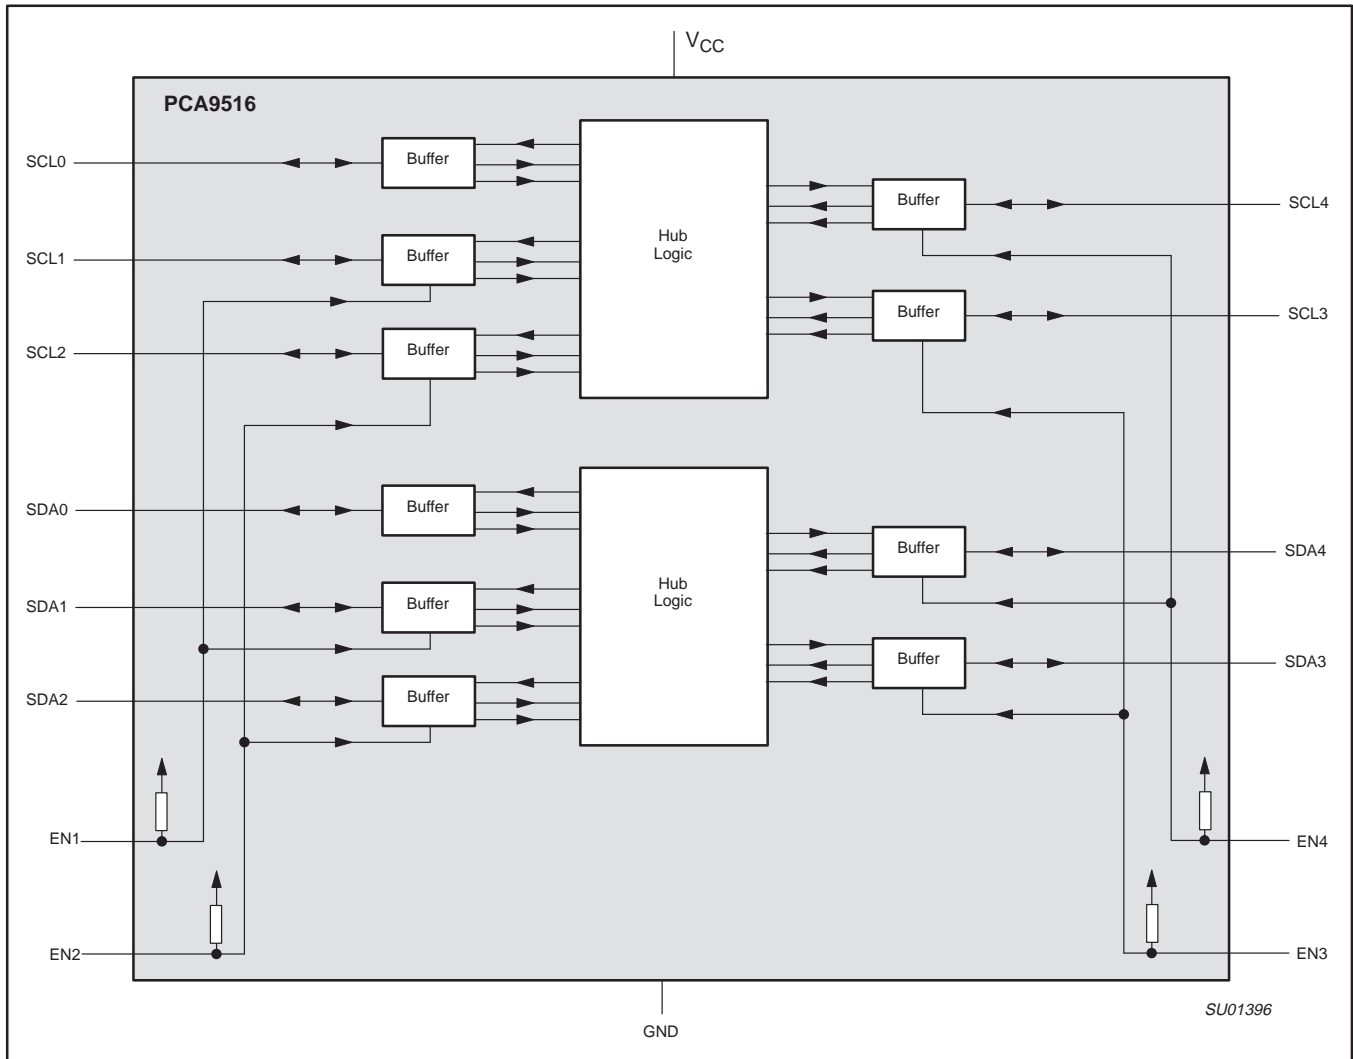 VCC
PCA9516
SCL0
Buffer
SCL1
Buffer
SCL2
Buffer
Hub
Logic
Buffer
SCL4
Buffer
SCL3
SDA0
Buffer
SDA1
Buffer
SDA2
Buffer
Hub
Logic
Buffer
SDA4
Buffer
SDA3
EN1
EN2
EN4
EN3
GND
SU01396